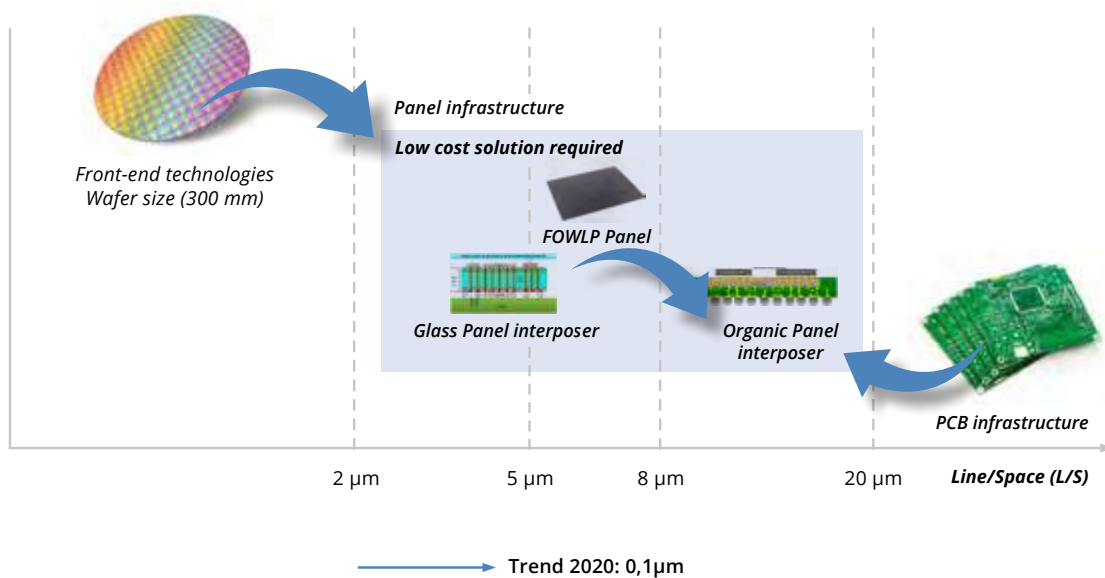 Panel infrastructure
Low cost solution required
Front-end technologies
Wafer size (300 mm)
FOWLP Panel
Glass Panel interposer
Organic Panel
interposer
PCB infrastructure
2 µm
5 µm
8 µm
20 µm
Line/Space (L/S)
Trend 2020: 0,1µm